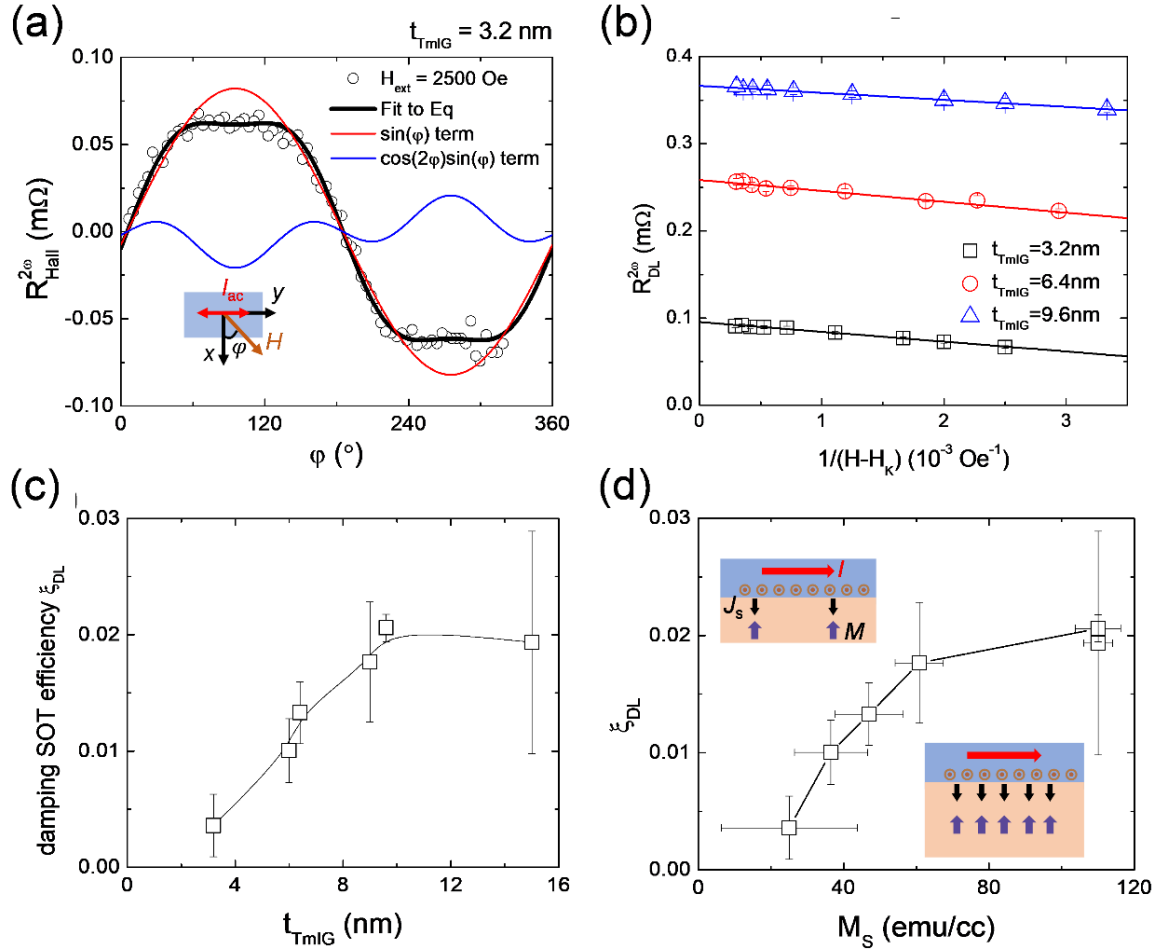 (a)
t_TmIG = 3.2 nm
0.10
0.05
0.00
-0.05
-0.10
R^2ω_Hall (mΩ)
H_ext = 2500 Oe
Fit to Eq
sin(φ) term
cos(2φ)sin(φ) term
I_ac
y
x
φ
H
0
120
240
360
φ (°)
(b)
0.4
0.3
0.2
0.1
0.0
R^2ω_DL (mΩ)
t_TmIG=3.2nm
t_TmIG=6.4nm
t_TmIG=9.6nm
0
1
2
3
1/(H-H_K) (10^-3 Oe^-1)
(c)
0.03
0.02
0.01
0.00
damping SOT efficiency ξ_DL
0
4
8
12
16
t_TmIG (nm)
(d)
0.03
0.02
0.01
0.00
ξ_DL
I
J_S
M
0
40
80
120
M_S (emu/cc)